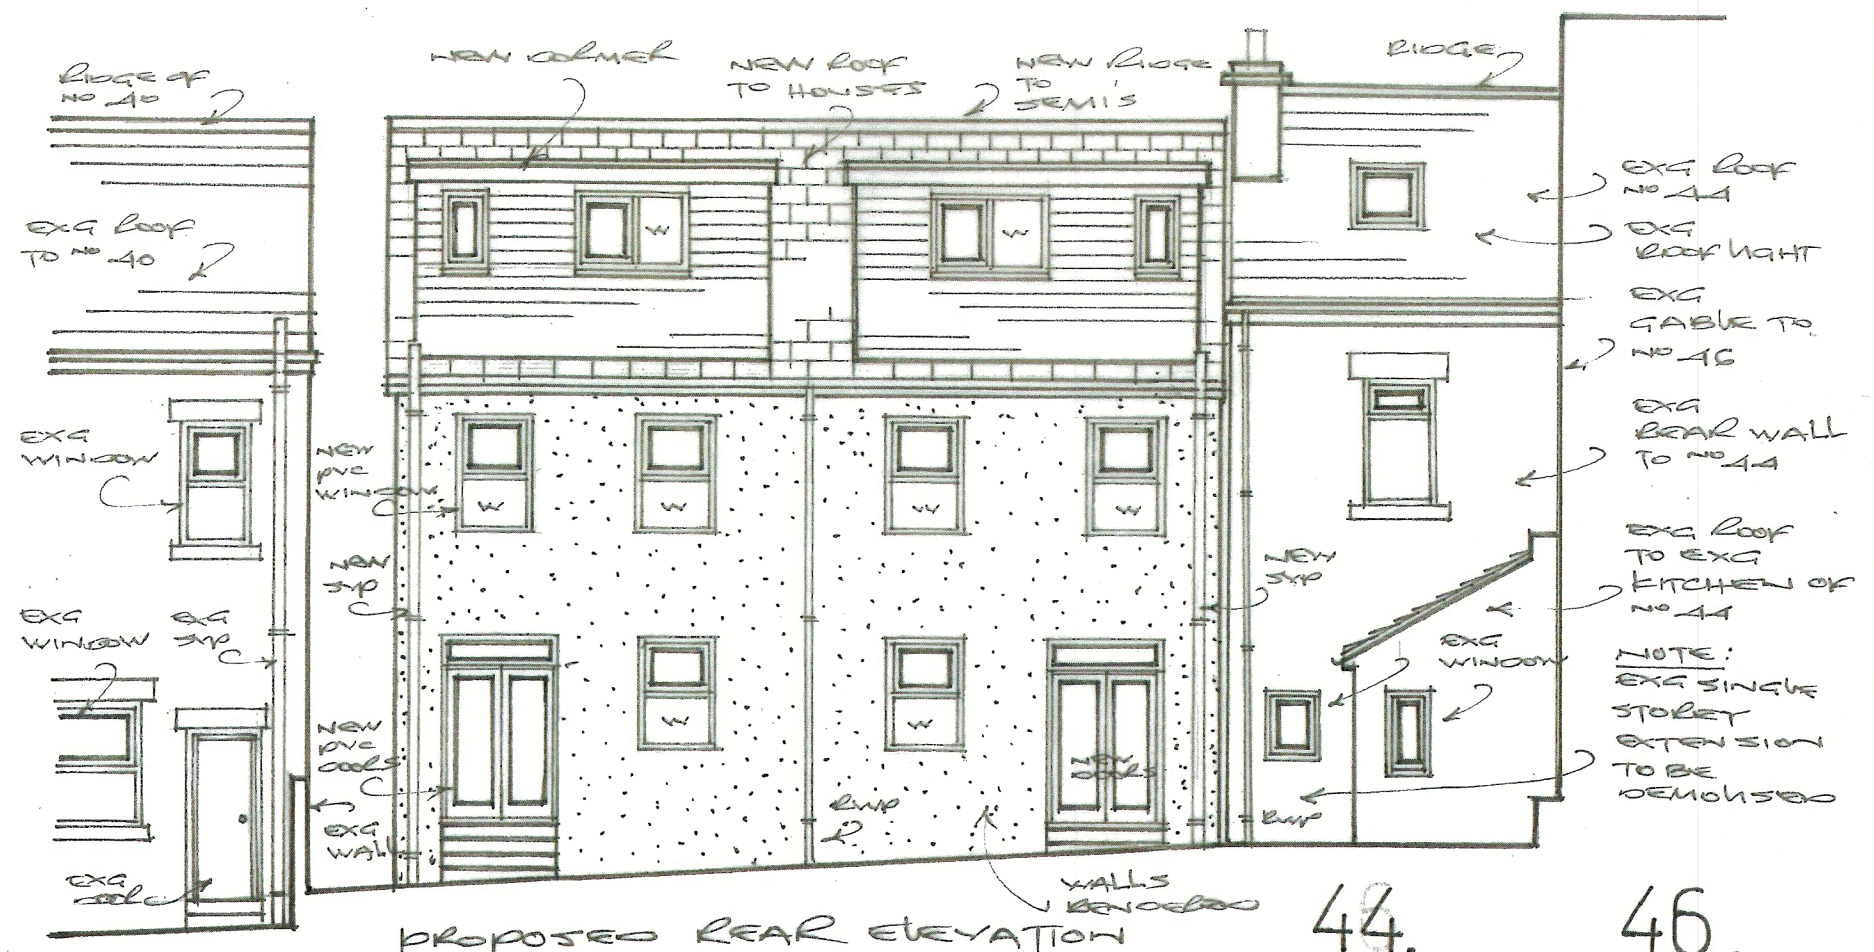 RIDGE OF
No 40
NEW DORMER
NEW ROOF
TO HOUSES
NEW RIDGE
TO
SEMI'S
RIDGE
EXG ROOF
TO No 40
EXG ROOF
No 44
EXG
ROOFLIGHT
EXG
GABLE TO
No 46
EXG
WINDOW
NEW
PVC
WINDOW
EXG
REAR WALL
TO No 44
NEW
SVP
NEW
SVP
EXG ROOF
TO EXG
KITCHEN OF
No 44
EXG
WINDOW
EXG
SVP
EXG
WINDOW
NOTE:
EXG SINGLE
STOREY
EXTENSION
TO BE
DEMOLISED
NEW
PVC
DOORS
NEW
DOORS
W
W
W
W
W
W
W
W
EXG
WALL
RWP
RWP
EXG
DOOR
WALLS
RENDERED
PROPOSED REAR ELEVATION
44.
46.